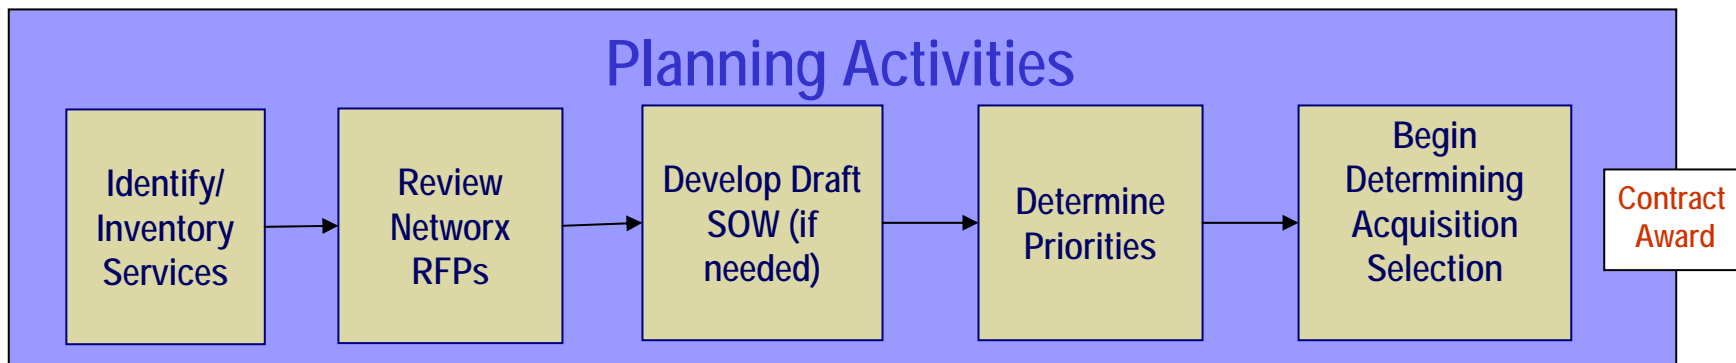 Planning Activities
Identify/
Inventory
Services
Review
Networx
RFPs
Develop Draft
SOW (if
needed)
Determine
Priorities
Begin
Determining
Acquisition
Selection
Contract
Award